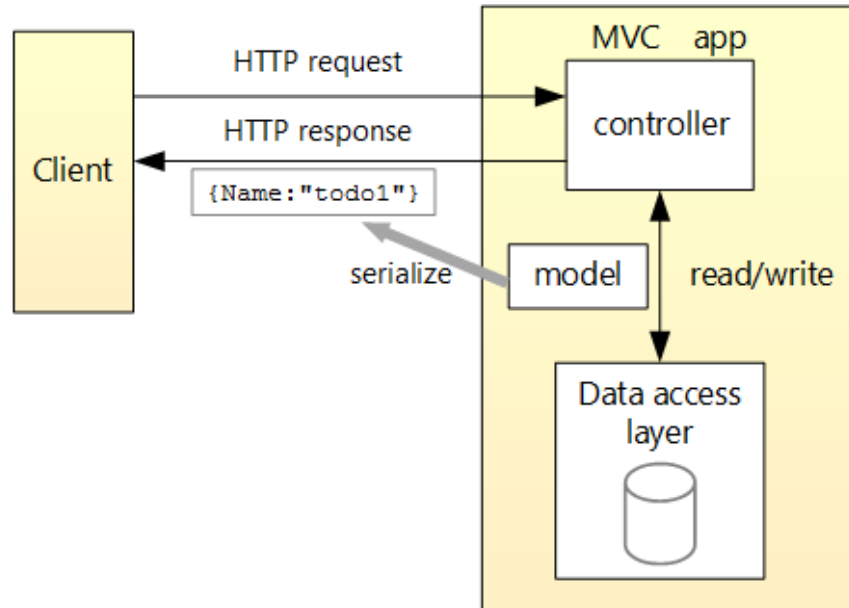 MVC app
HTTP request
controller
HTTP response
Client
{Name:"todo1"}
serialize
model
read/write
Data access
layer